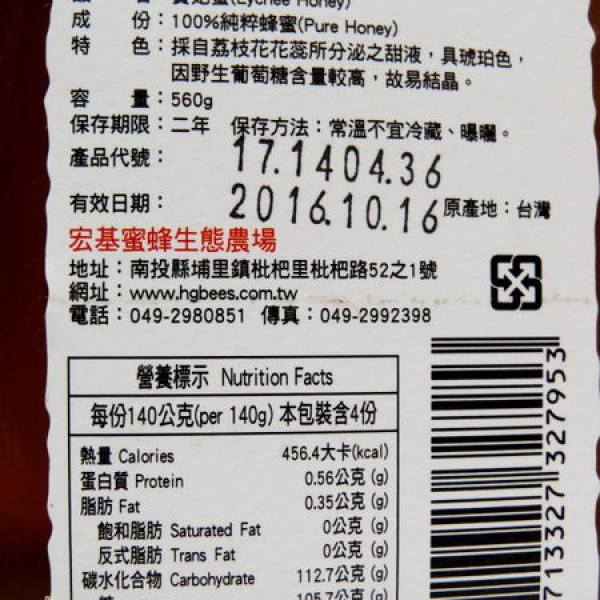 (Lychee Honey)
成 份：100%純粹蜂蜜(Pure Honey)
特 色：採自荔枝花花蕊所分泌之甜液，具琥珀色，
因野生葡萄糖含量較高，故易結晶。
容 量：560g
保存期限：二年 保存方法：常溫不宜冷藏、曝曬。
產品代號：17.1404.36
有效日期：2016.10.16 原產地：台灣
宏基蜜蜂生態農場
地址：南投縣埔里鎮枇杷里枇杷路52之1號
網址：www.hgbees.com.tw
電話：049-2980851 傳真：049-2992398
營養標示 Nutrition Facts
每份140公克(per 140g) 本包裝含4份
熱量 Calories 456.4大卡(kcal)
蛋白質 Protein 0.56公克 (g)
脂肪 Fat 0.35公克 (g)
飽和脂肪 Saturated Fat 0公克 (g)
反式脂肪 Trans Fat 0公克 (g)
碳水化合物 Carbohydrate 112.7公克 (g)
105.7公克 (g)
713327 327953